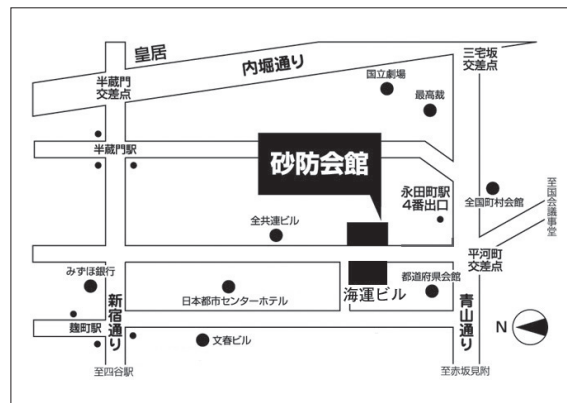 皇居
内堀通り
三宅坂
交差点
半蔵門
交差点
国立劇場
最高裁
半蔵門駅
砂防会館
永田町駅
4番出口
全国町村会館
至国会議事堂
全共連ビル
平河町
交差点
みずほ銀行
日本都市センターホテル
海運ビル
都道府県会館
新宿通り
青山通り
麹町駅
文春ビル
N
至四谷駅
至赤坂見附